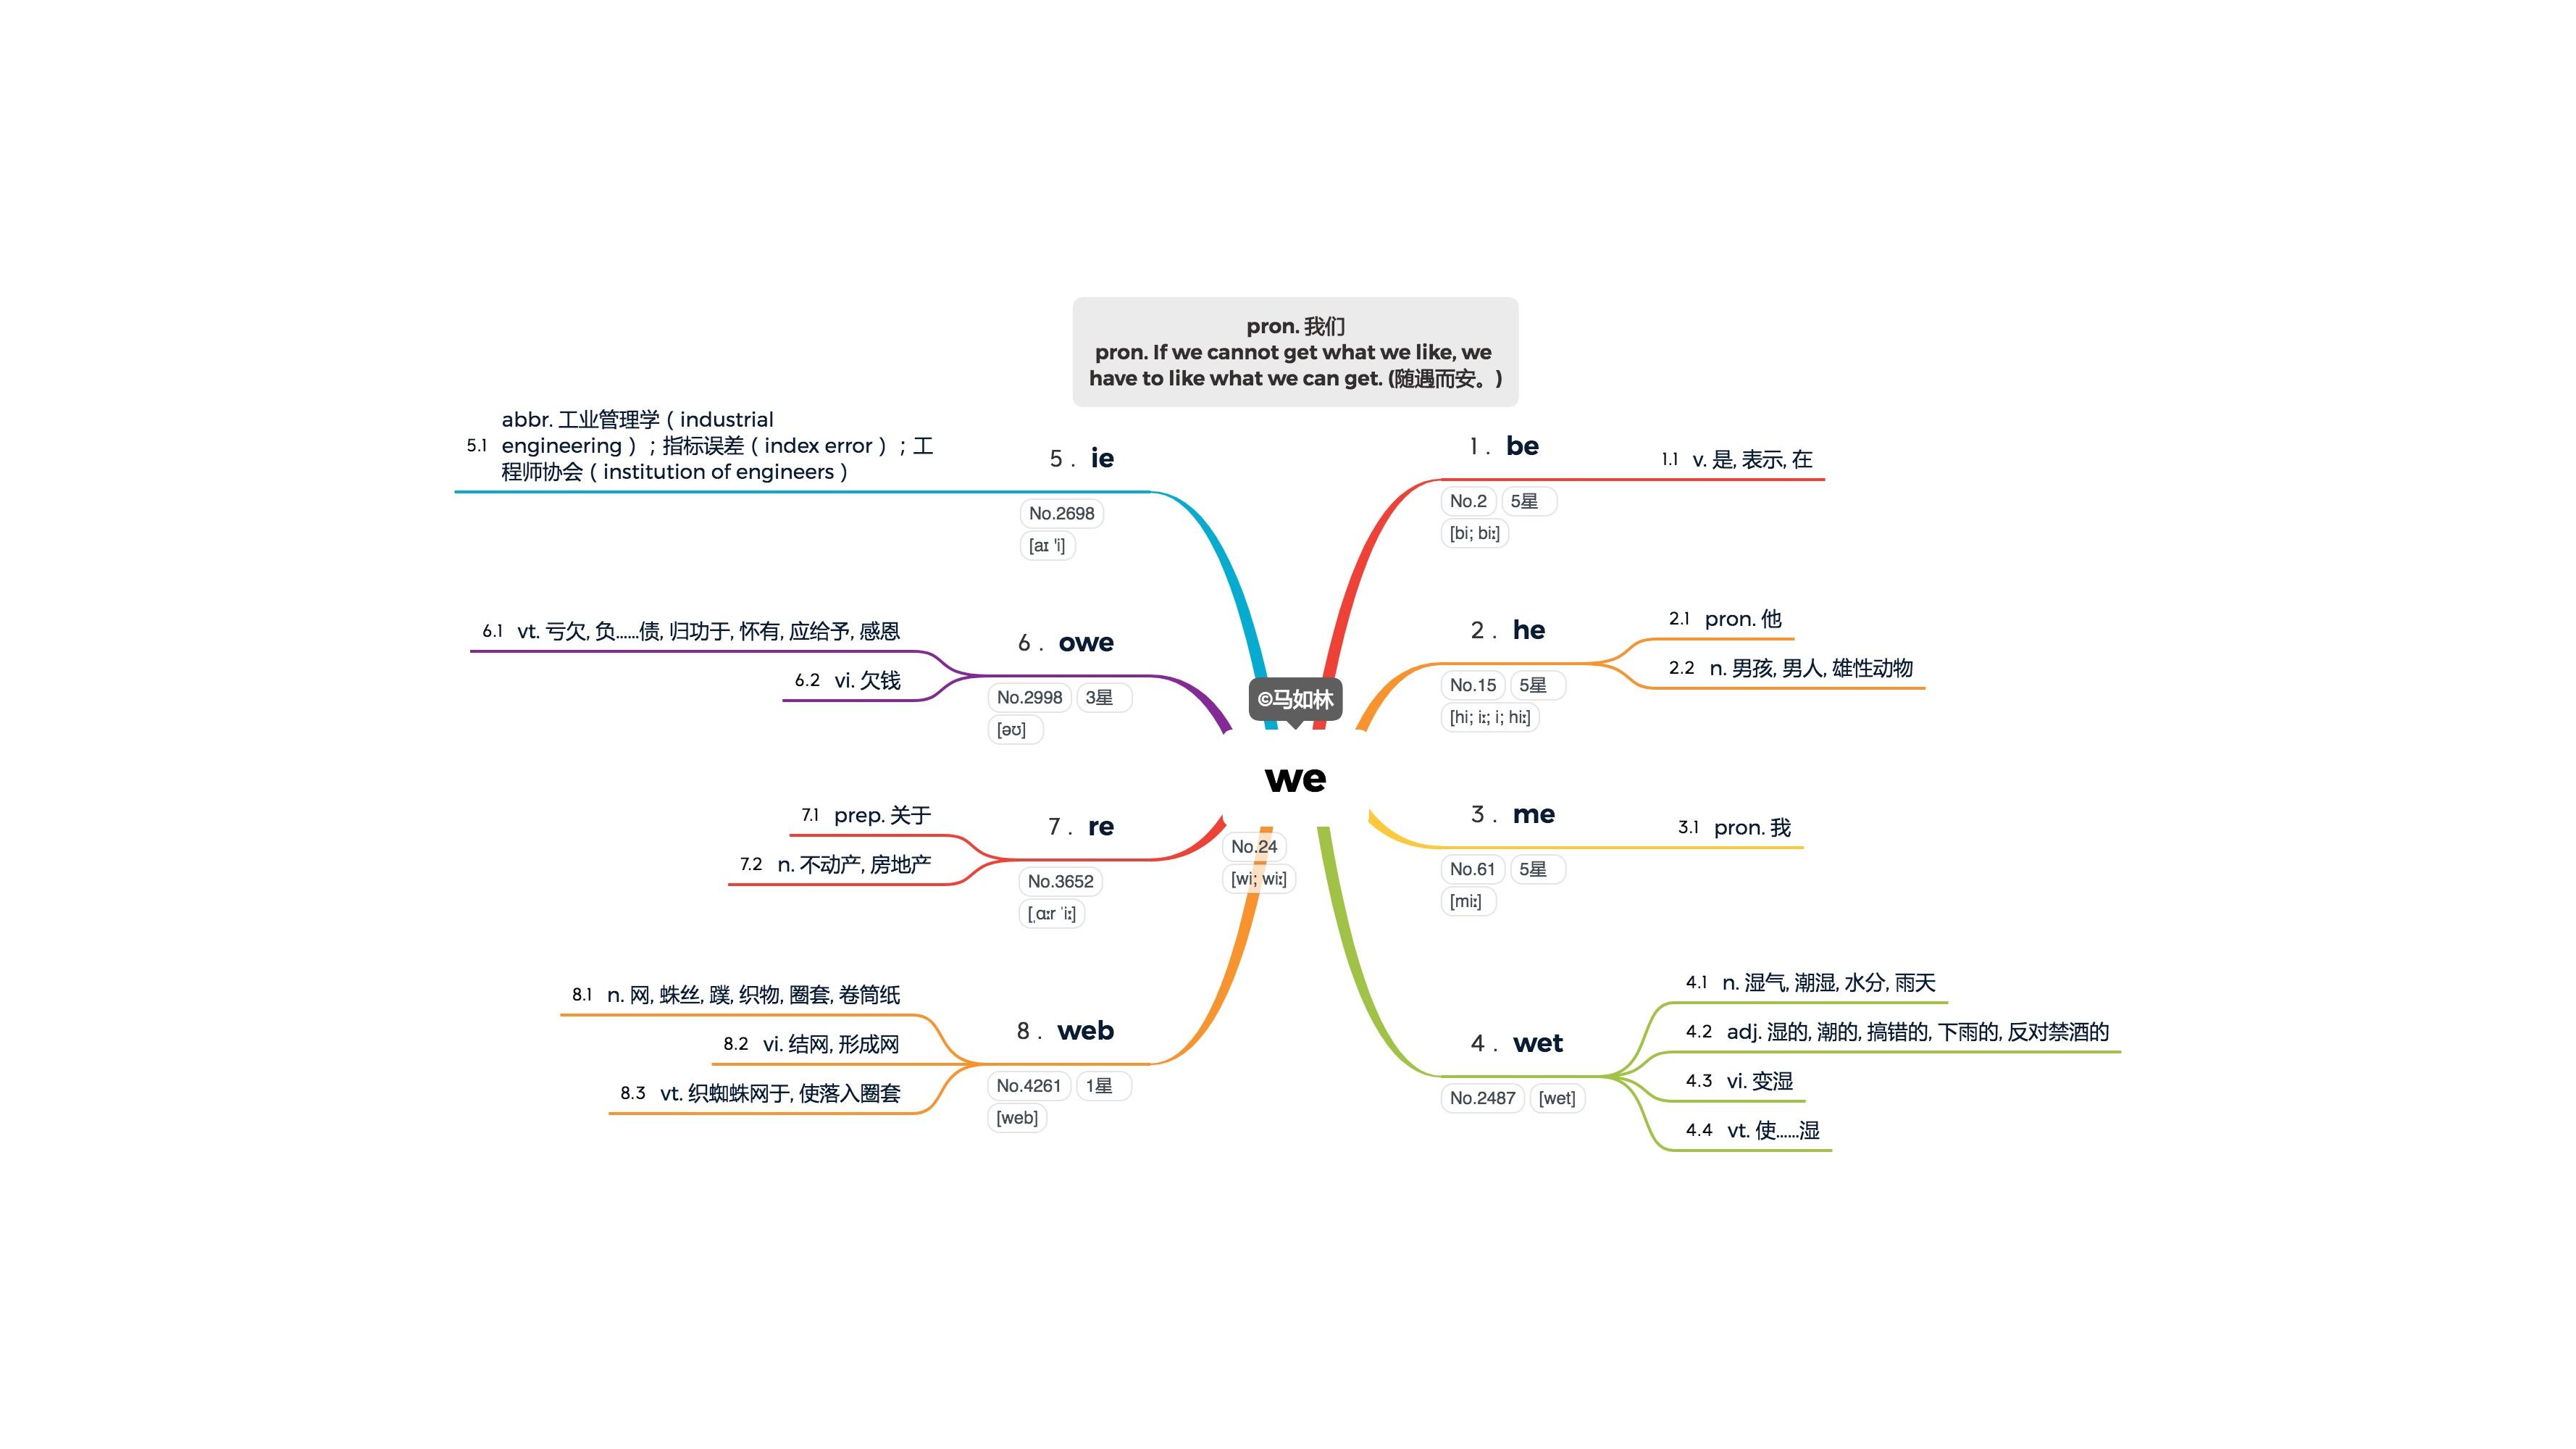 pron. 我们
pron. If we cannot get what we like, we
have to like what we can get. (随遇而安。)
©马如林
we
No.24
[wi; wiː]
1 . be
No.2 5星
[bi; biː]
1.1 v. 是, 表示, 在
2 . he
No.15 5星
[hi; iː; i; hiː]
2.1 pron. 他
2.2 n. 男孩, 男人, 雄性动物
3 . me
No.61 5星
[miː]
3.1 pron. 我
4 . wet
No.2487 [wet]
4.1 n. 湿气, 潮湿, 水分, 雨天
4.2 adj. 湿的, 潮的, 搞错的, 下雨的, 反对禁酒的
4.3 vi. 变湿
4.4 vt. 使……湿
5 . ie
No.2698
[aɪ 'i]
5.1 abbr. 工业管理学（industrial
engineering）；指标误差（index error）；工
程师协会（institution of engineers）
6 . owe
No.2998 3星
[əʊ]
6.1 vt. 亏欠, 负……债, 归功于, 怀有, 应给予, 感恩
6.2 vi. 欠钱
7 . re
No.3652
[ˌɑːr ˈiː]
7.1 prep. 关于
7.2 n. 不动产, 房地产
8 . web
No.4261 1星
[web]
8.1 n. 网, 蛛丝, 蹼, 织物, 圈套, 卷筒纸
8.2 vi. 结网, 形成网
8.3 vt. 织蜘蛛网于, 使落入圈套